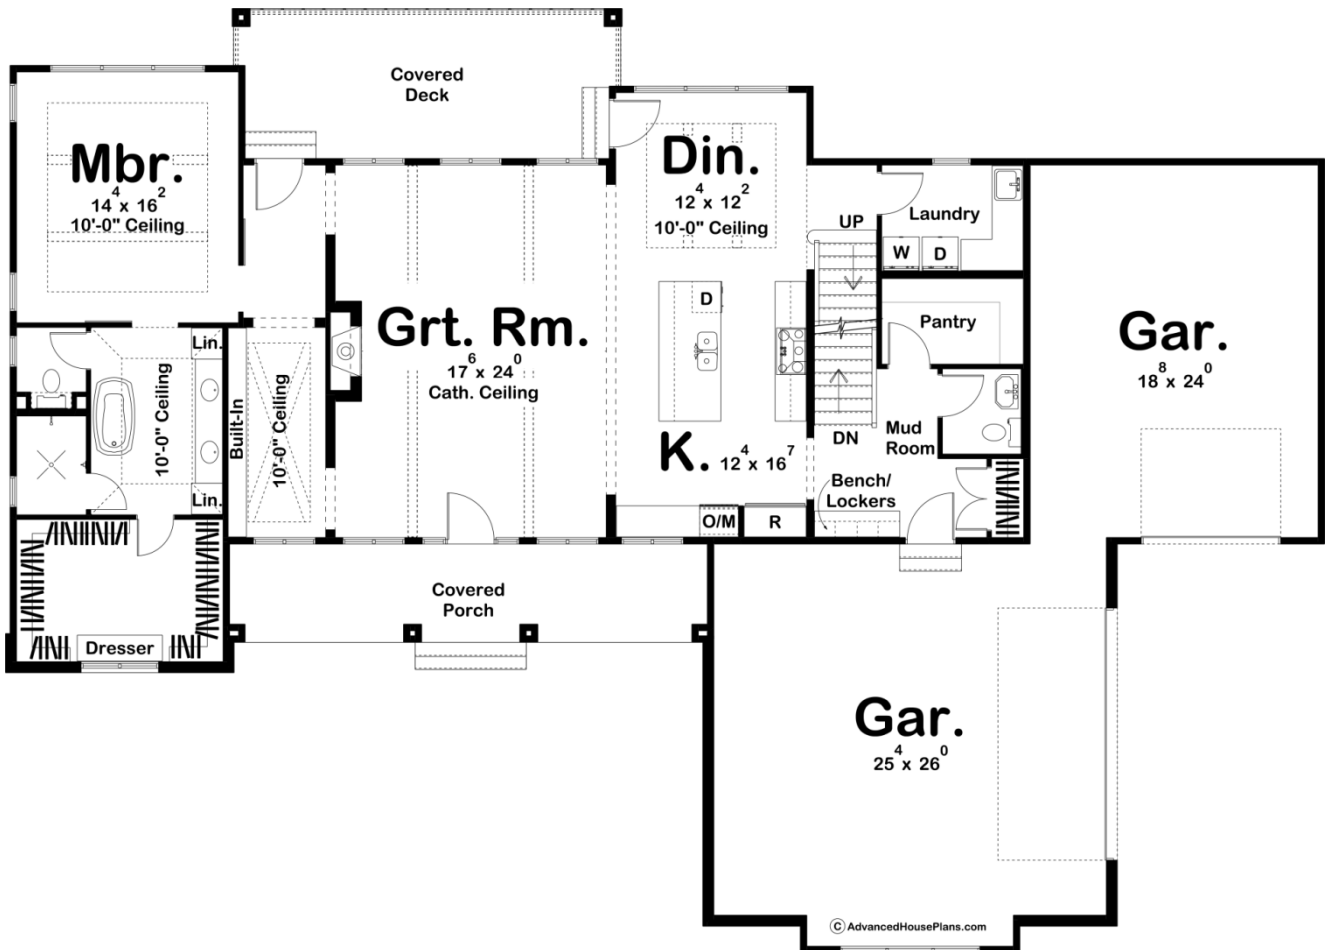 Covered
Deck
Mbr.
14⁴ x 16²
10'-0" Ceiling
Din.
12⁴ x 12²
10'-0" Ceiling
UP
Laundry
W
D
Grt. Rm.
17⁶ x 24⁰
Cath. Ceiling
D
Pantry
Gar.
18⁸ x 24⁰
Lin.
10'-0" Ceiling
Built-In
10'-0" Ceiling
Lin.
K. 12⁴ x 16⁷
DN
Mud
Room
Bench/
Lockers
O/M
R
Covered
Porch
Dresser
Gar.
25⁴ x 26⁰
© AdvancedHousePlans.com